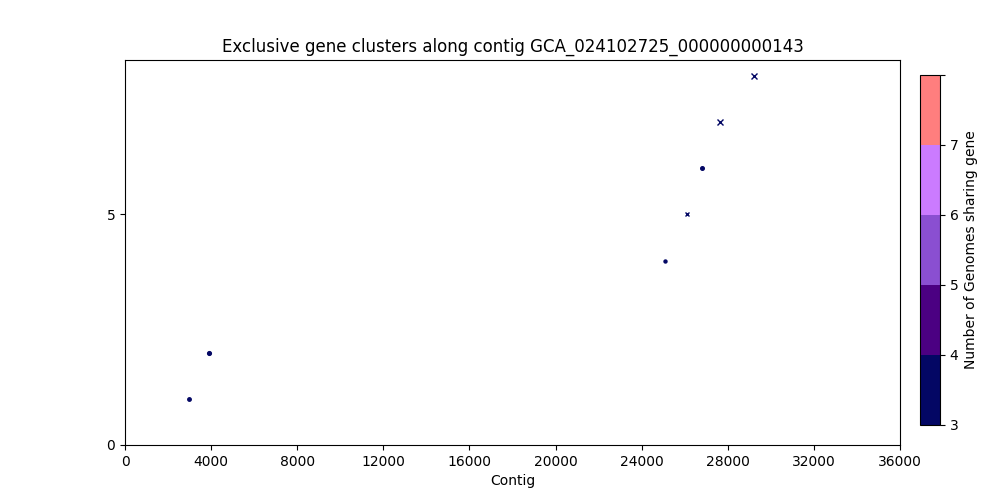 Exclusive gene clusters along contig GCA_024102725_000000000143
5
0
0 4000 8000 12000 16000 20000 24000 28000 32000 36000
Contig
7
6
5
4
3
Number of Genomes sharing gene